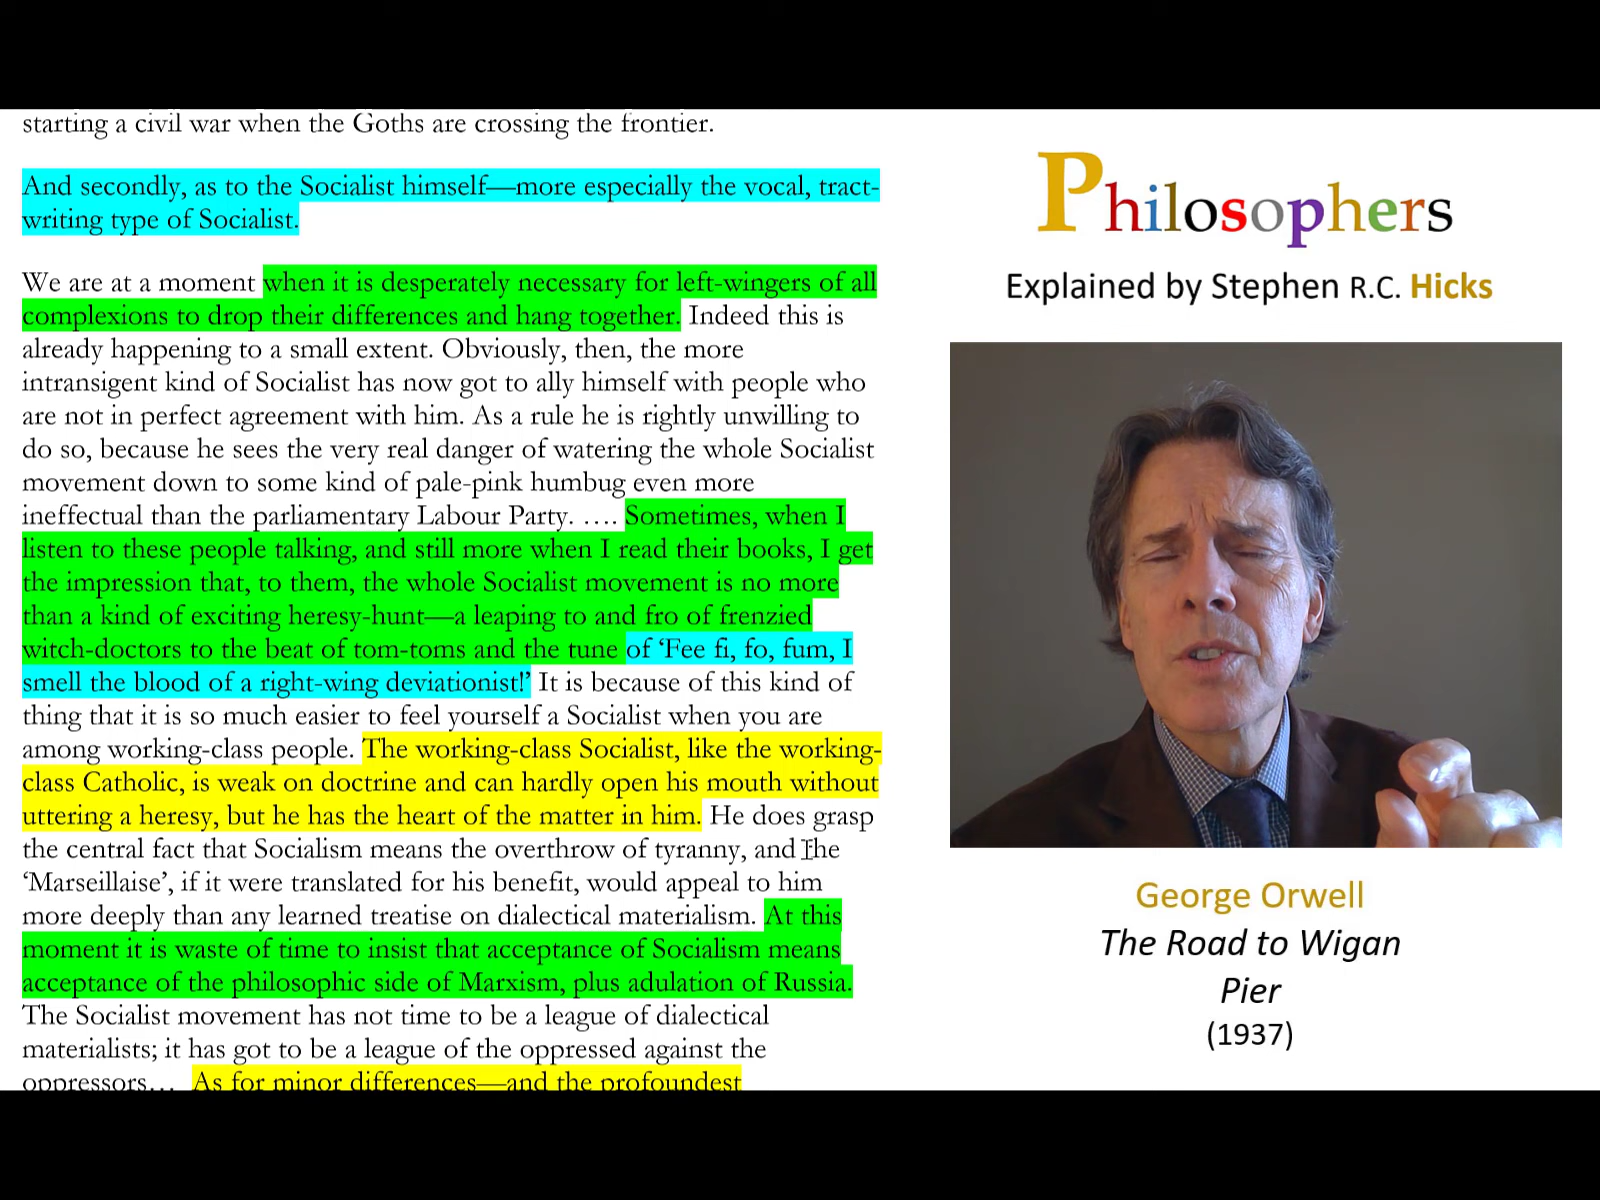 starting a civil war when the Goths are crossing the frontier.
And secondly, as to the Socialist himself—more especially the vocal, tract-
writing type of Socialist.
We are at a moment when it is desperately necessary for left-wingers of all
complexions to drop their differences and hang together. Indeed this is
already happening to a small extent. Obviously, then, the more
intransigent kind of Socialist has now got to ally himself with people who
are not in perfect agreement with him. As a rule he is rightly unwilling to
do so, because he sees the very real danger of watering the whole Socialist
movement down to some kind of pale-pink humbug even more
ineffectual than the parliamentary Labour Party. …. Sometimes, when I
listen to these people talking, and still more when I read their books, I get
the impression that, to them, the whole Socialist movement is no more
than a kind of exciting heresy-hunt—a leaping to and fro of frenzied
witch-doctors to the beat of tom-toms and the tune of ‘Fee fi, fo, fum, I
smell the blood of a right-wing deviationist!’ It is because of this kind of
thing that it is so much easier to feel yourself a Socialist when you are
among working-class people. The working-class Socialist, like the working-
class Catholic, is weak on doctrine and can hardly open his mouth without
uttering a heresy, but he has the heart of the matter in him. He does grasp
the central fact that Socialism means the overthrow of tyranny, and the
‘Marseillaise’, if it were translated for his benefit, would appeal to him
more deeply than any learned treatise on dialectical materialism. At this
moment it is waste of time to insist that acceptance of Socialism means
acceptance of the philosophic side of Marxism, plus adulation of Russia.
The Socialist movement has not time to be a league of dialectical
materialists; it has got to be a league of the oppressed against the
oppressors… As for minor differences—and the profoundest
Philosophers
Explained by Stephen R.C. Hicks
George Orwell
The Road to Wigan
Pier
(1937)